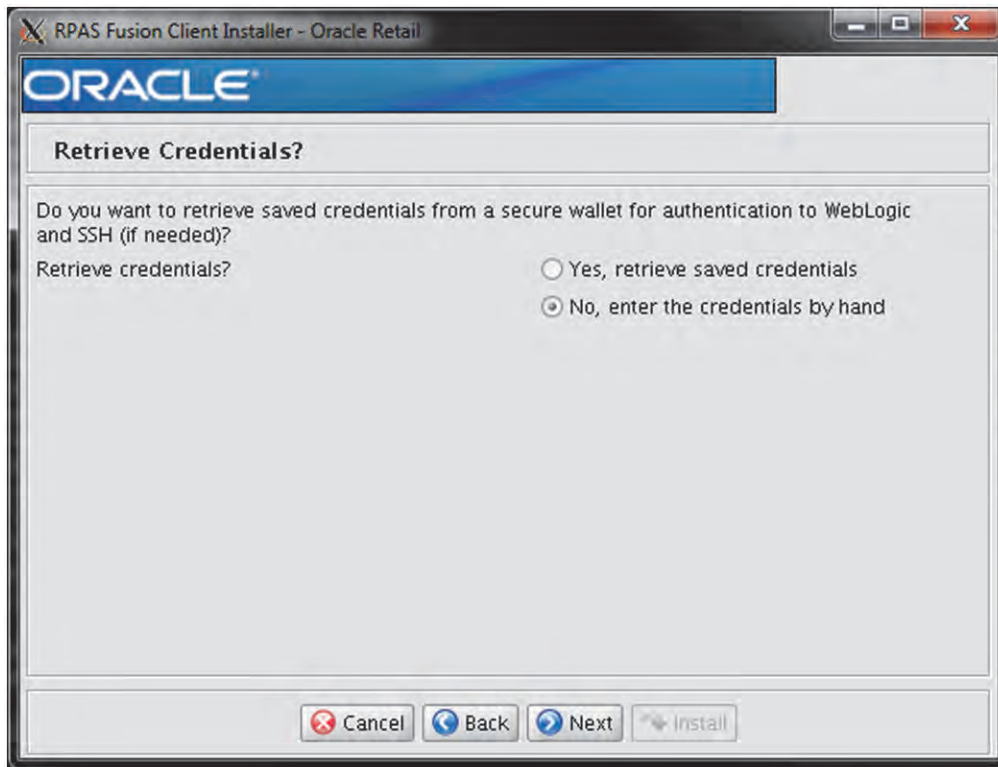 RPAS Fusion Client Installer - Oracle Retail
ORACLE®
Retrieve Credentials?
Do you want to retrieve saved credentials from a secure wallet for authentication to WebLogic
and SSH (if needed)?
Retrieve credentials?
Yes, retrieve saved credentials
No, enter the credentials by hand
Cancel Back Next Install